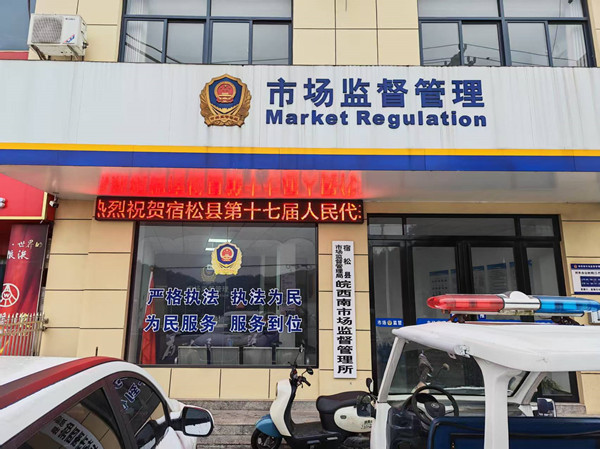 市场监督管理
Market Regulation
热烈祝贺宿松县第十七届人民代
严格执法 执法为民
为民服务 服务到位
宿松县
市场监督管理局
皖西南市场监督管理所